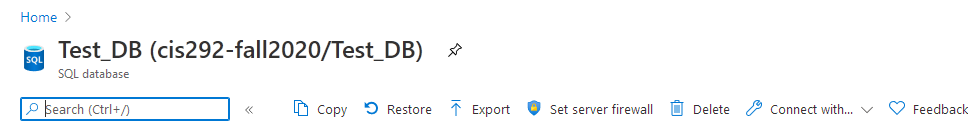 Home
Test_DB (cis292-fall2020/Test_DB)
SQL
SQL database
Search (Ctrl+/) « Copy Restore Export Set server firewall Delete Connect with... Feedback